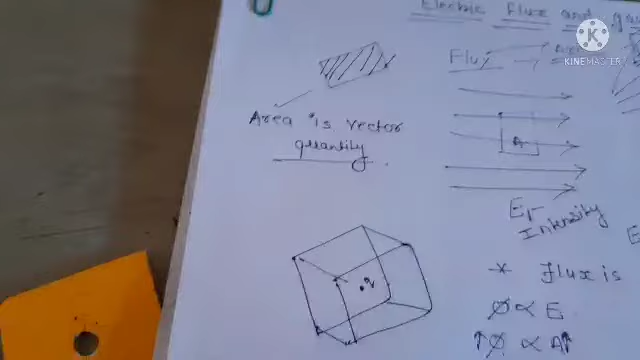 Electric Flux and
Flux
KINEMASTER
Area is vector
quantity
A
E
Intensity
q
* Flux is
Ø ∝ E
↑Ø ∝ A↑